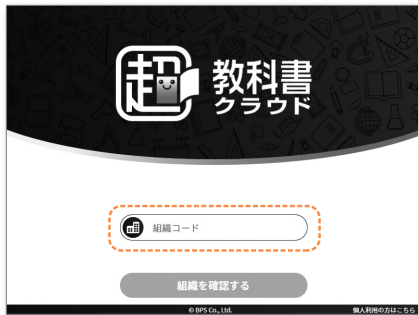 超
教科書
クラウド
組織コード
組織を確認する
© BPS Co., Ltd.
個人利用の方はこちら